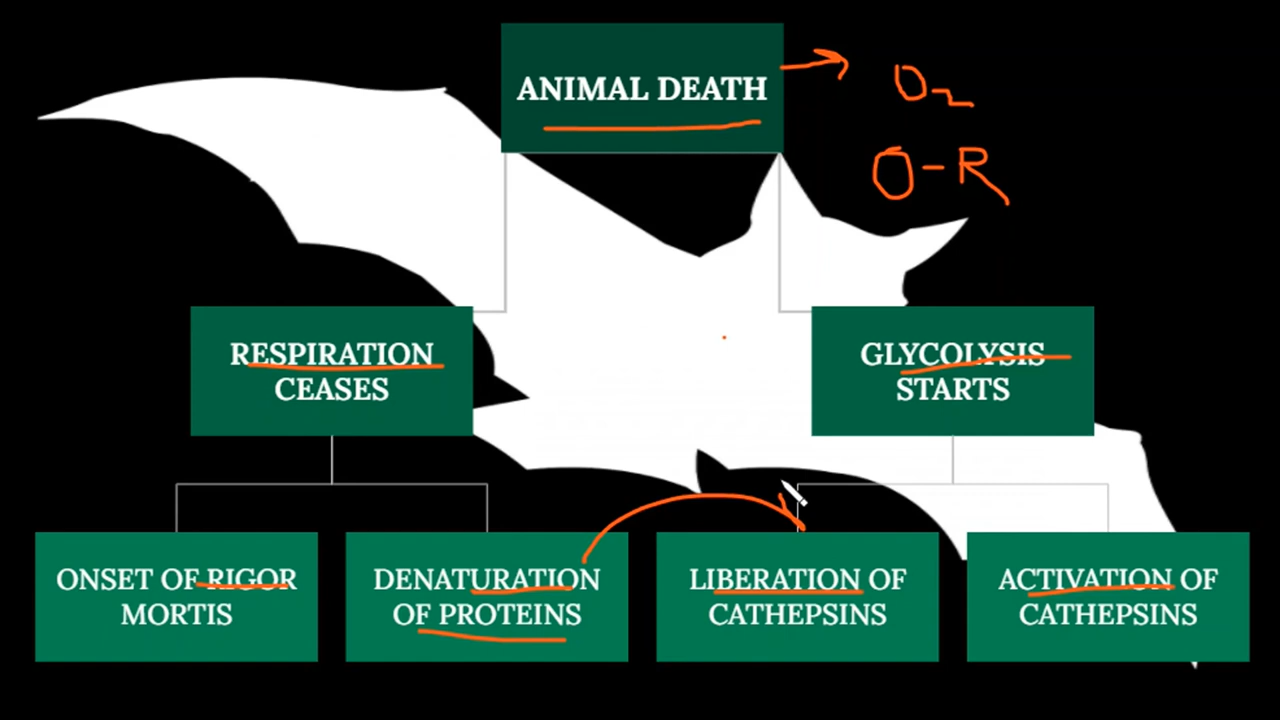 ANIMAL DEATH
O2
O-R
RESPIRATION
CEASES
GLYCOLYSIS
STARTS
ONSET OF RIGOR
MORTIS
DENATURATION
OF PROTEINS
LIBERATION OF
CATHEPSINS
ACTIVATION OF
CATHEPSINS